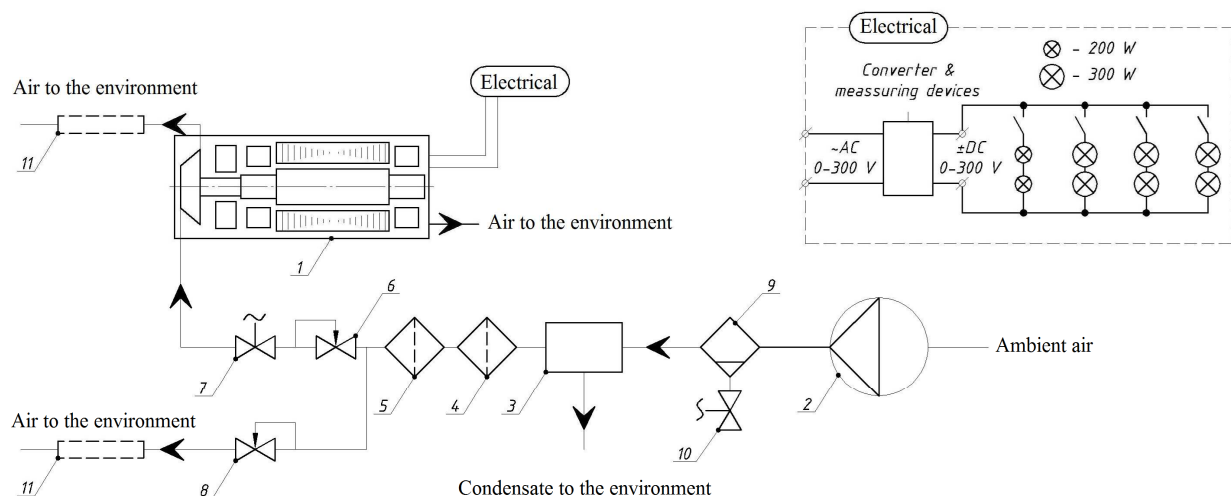 Electrical
– 200 W
– 300 W
Converter &
meassuring devices
~AC
0–300 V
±DC
0–300 V
Air to the environment
11
Electrical
Air to the environment
1
6
9
Ambient air
7
5
4
3
2
Air to the environment
11
8
10
Condensate to the environment